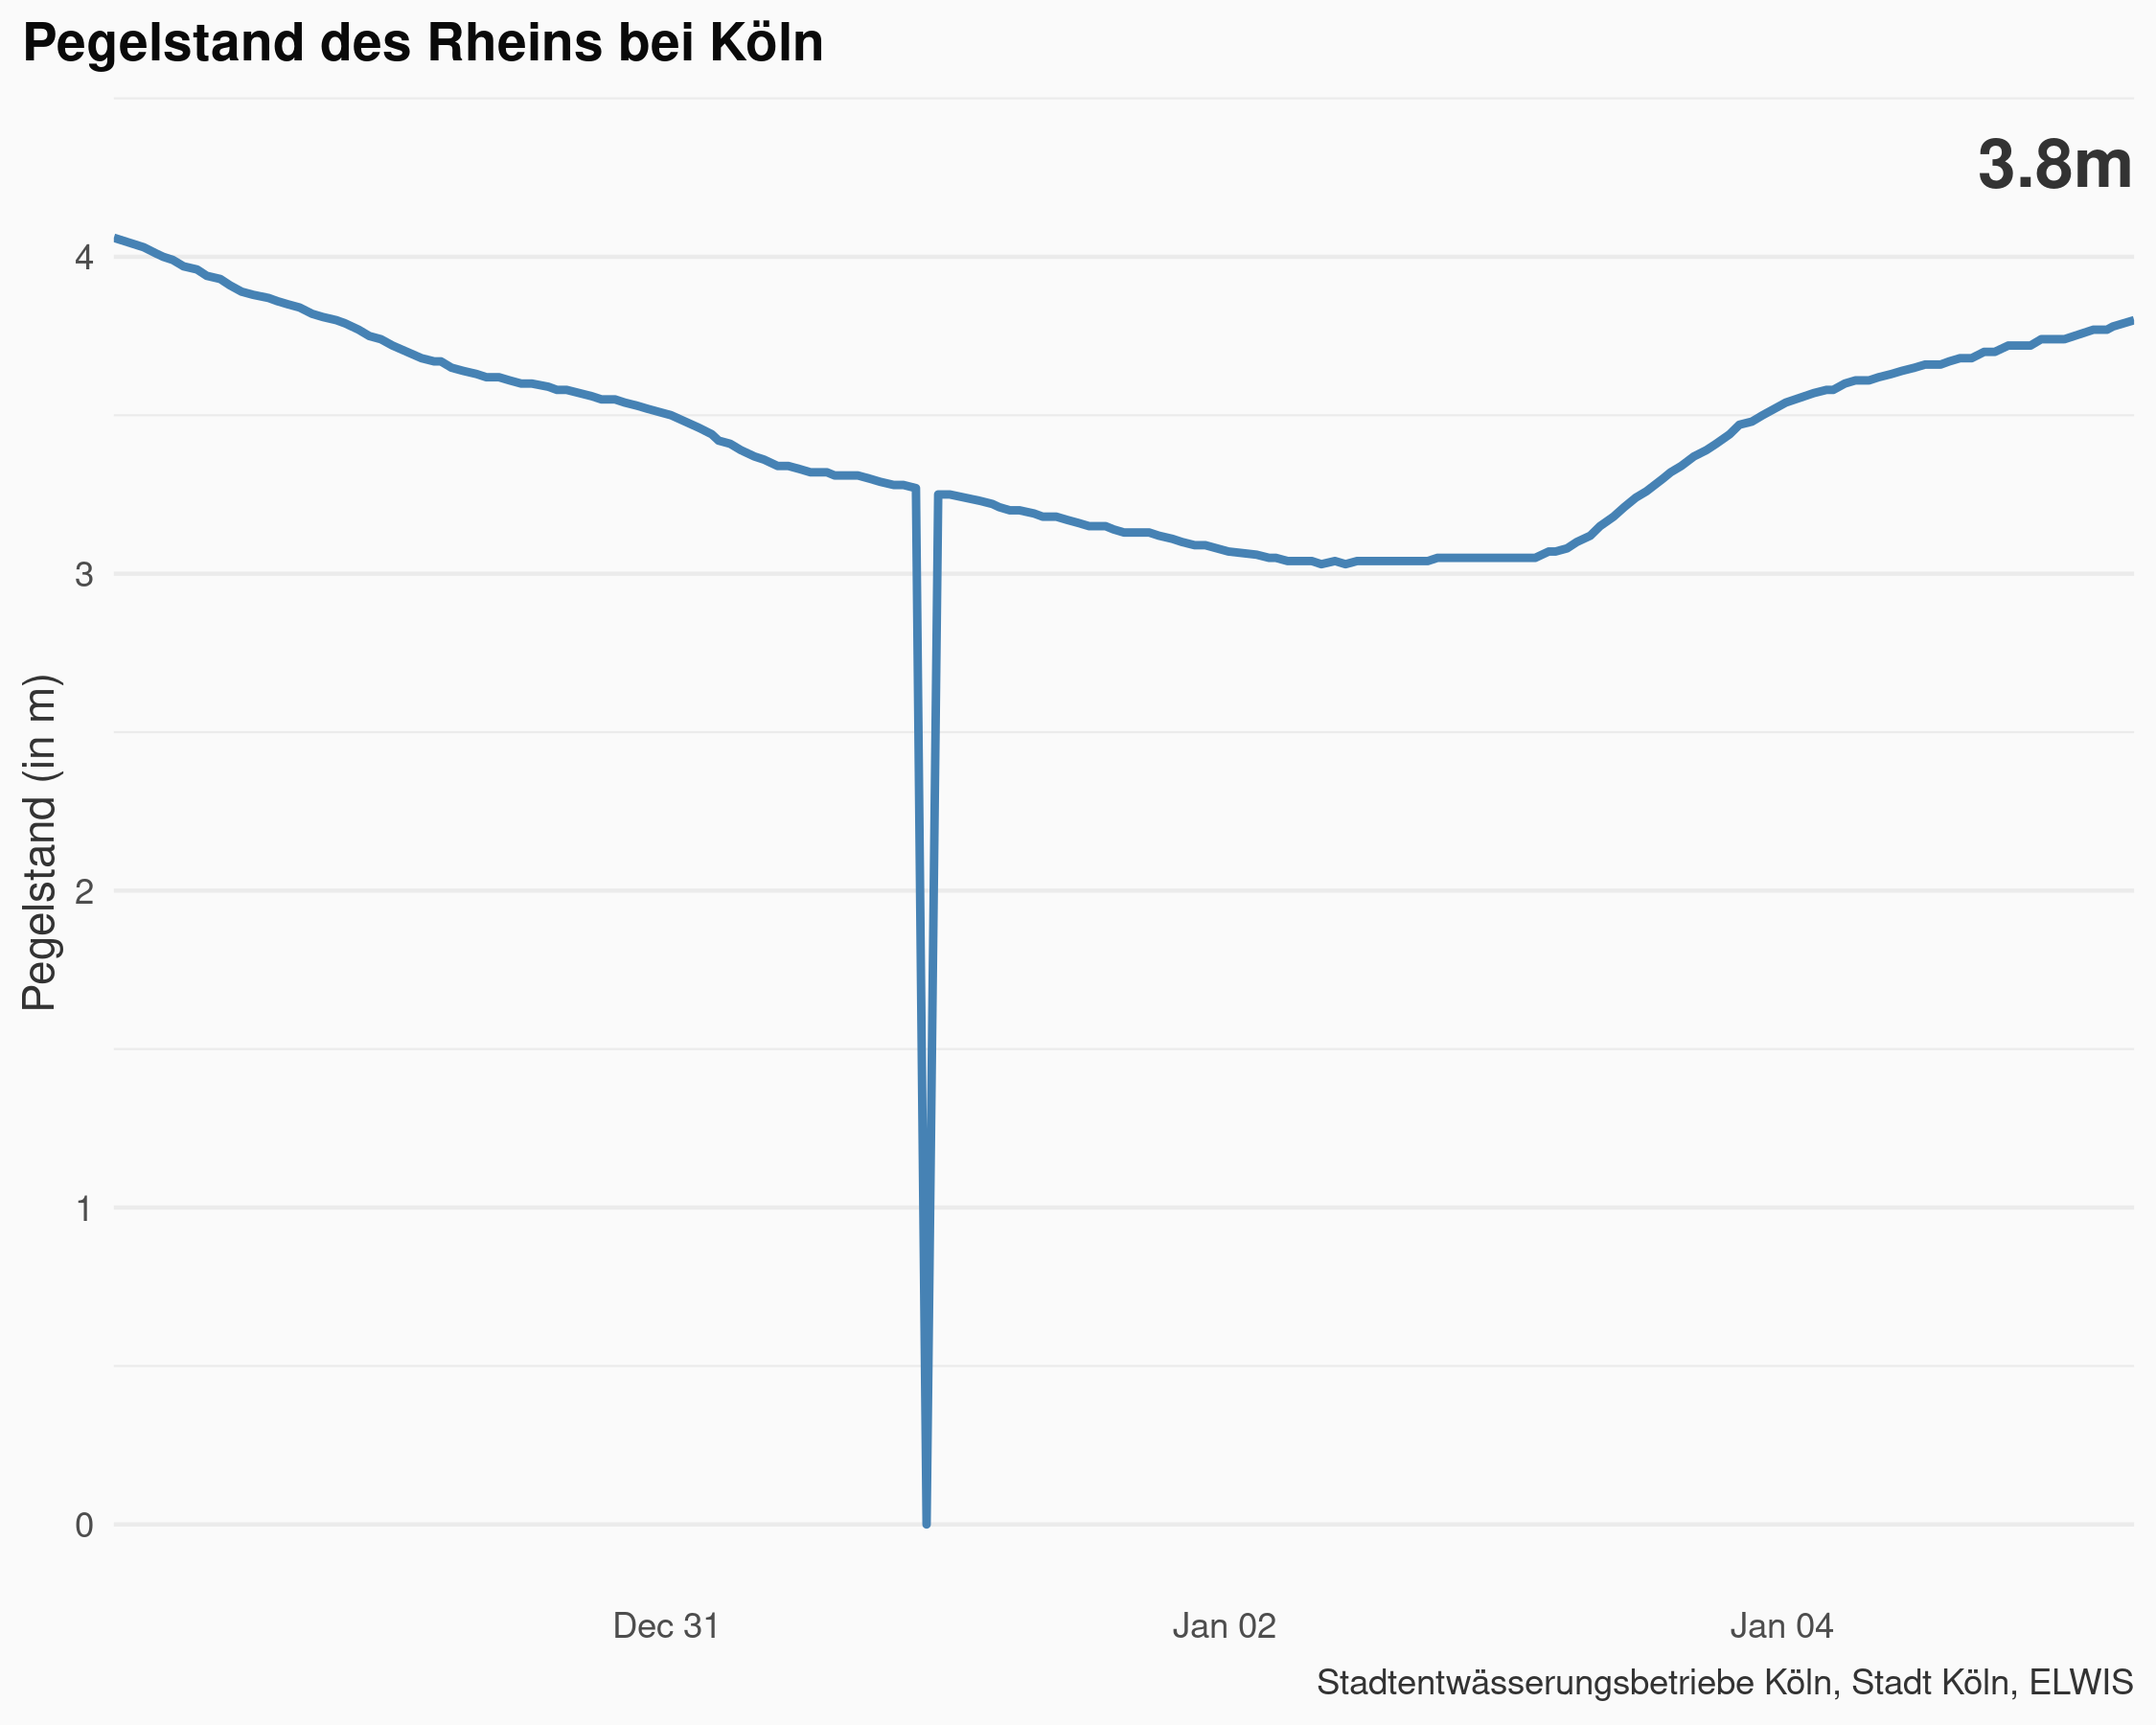 Pegelstand des Rheins bei Köln
3.8m
Pegelstand (in m)
4
3
2
1
0
Dec 31
Jan 02
Jan 04
Stadtentwässerungsbetriebe Köln, Stadt Köln, ELWIS